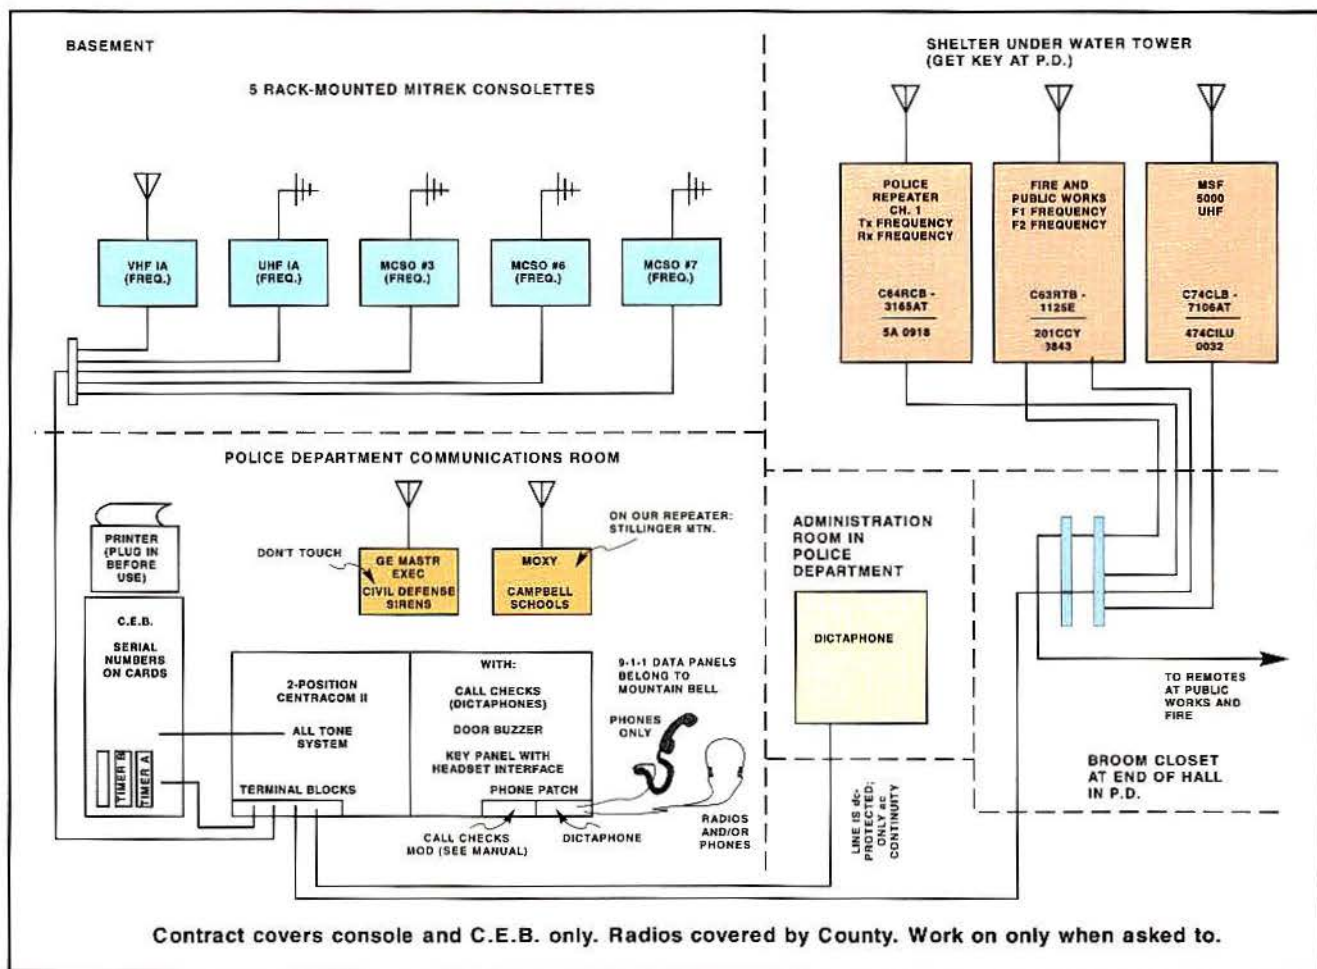 BASEMENT
5 RACK-MOUNTED MITREK CONSOLETTES
VHF IA
(FREQ.)
UHF IA
(FREQ.)
MCSO #3
(FREQ.)
MCSO #6
(FREQ.)
MCSO #7
(FREQ.)
SHELTER UNDER WATER TOWER
(GET KEY AT P.D.)
POLICE
REPEATER
CH. 1
Tx FREQUENCY
Rx FREQUENCY
C64RCB -
3165AT
5A 0918
FIRE AND
PUBLIC WORKS
F1 FREQUENCY
F2 FREQUENCY
C63RTB -
1125E
201CCY
3843
MSF
5000
UHF
C74CLB -
7106AT
474CILU
0032
POLICE DEPARTMENT COMMUNICATIONS ROOM
PRINTER
(PLUG IN
BEFORE
USE)
C.E.B.
SERIAL
NUMBERS
ON CARDS
TIMER B
TIMER A
DON'T TOUCH
GE MASTR
EXEC
CIVIL DEFENSE
SIRENS
ON OUR REPEATER:
STILLINGER MTN.
MOXY
CAMPBELL
SCHOOLS
2-POSITION
CENTRACOM II
ALL TONE
SYSTEM
TERMINAL BLOCKS
WITH:
CALL CHECKS
(DICTAPHONES)
DOOR BUZZER
KEY PANEL WITH
HEADSET INTERFACE
PHONE PATCH
9-1-1 DATA PANELS
BELONG TO
MOUNTAIN BELL
PHONES
ONLY
CALL CHECKS
MOD (SEE MANUAL)
DICTAPHONE
RADIOS
AND/OR
PHONES
ADMINISTRATION
ROOM IN
POLICE
DEPARTMENT
DICTAPHONE
LINE IS dc-
PROTECTED;
ONLY ac
CONTINUITY
TO REMOTES
AT PUBLIC
WORKS AND
FIRE
BROOM CLOSET
AT END OF HALL
IN P.D.
Contract covers console and C.E.B. only. Radios covered by County. Work on only when asked to.